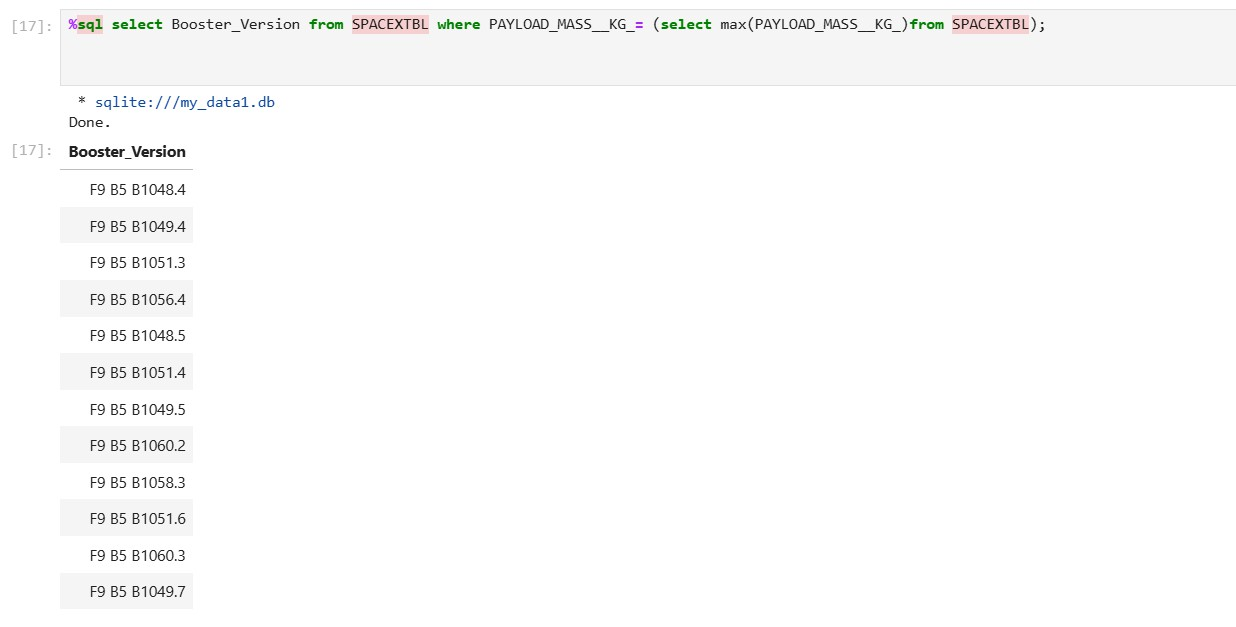 [17]: %sql select Booster_Version from SPACEXTBL where PAYLOAD_MASS__KG_= (select max(PAYLOAD_MASS__KG_)from SPACEXTBL);
* sqlite:///my_data1.db
Done.
[17]: Booster_Version
F9 B5 B1048.4
F9 B5 B1049.4
F9 B5 B1051.3
F9 B5 B1056.4
F9 B5 B1048.5
F9 B5 B1051.4
F9 B5 B1049.5
F9 B5 B1060.2
F9 B5 B1058.3
F9 B5 B1051.6
F9 B5 B1060.3
F9 B5 B1049.7